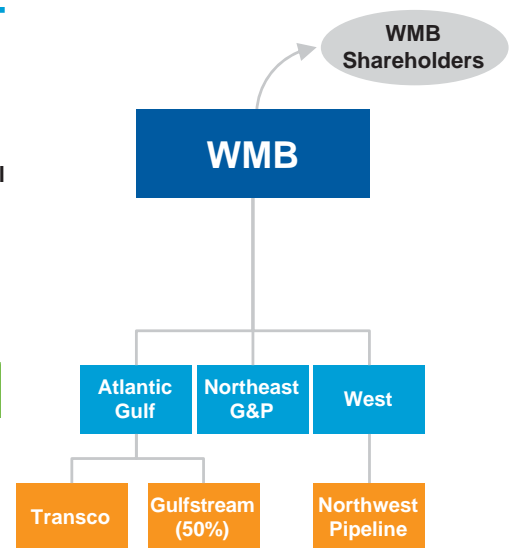 WMB
Shareholders
WMB
Atlantic
Gulf
Northeast
G&P
West
Transco
Gulfstream
(50%)
Northwest
Pipeline